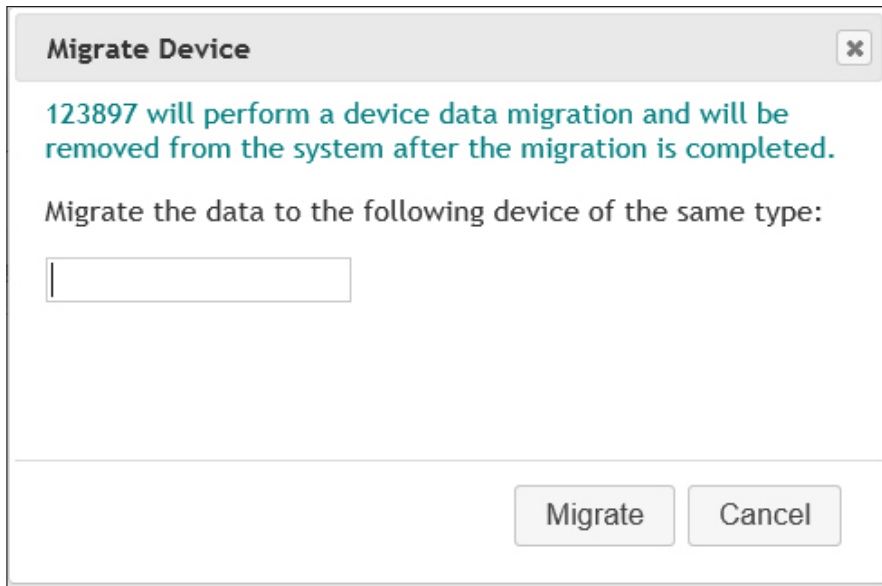 Migrate Device
123897 will perform a device data migration and will be
removed from the system after the migration is completed.
Migrate the data to the following device of the same type:
Migrate
Cancel